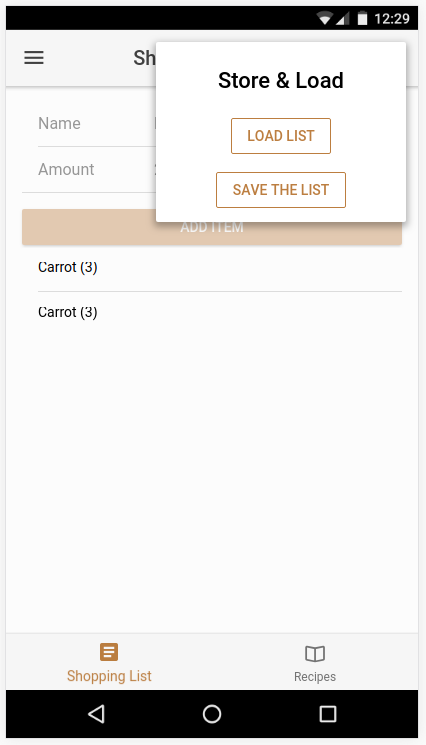 12:29
Sh
Store & Load
Name
LOAD LIST
Amount
SAVE THE LIST
ADD ITEM
Carrot (3)
Carrot (3)
Shopping List
Recipes